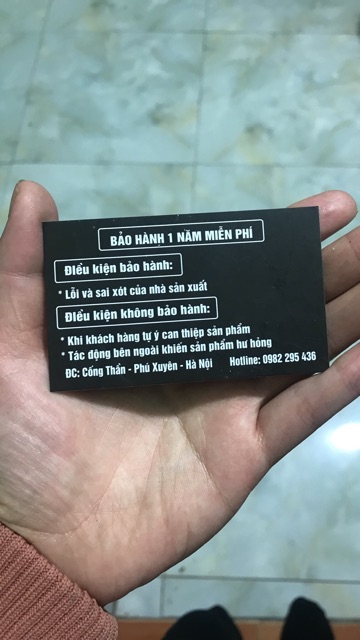 BẢO HÀNH 1 NĂM MIỄN PHÍ
Điều kiện bảo hành:
* Lỗi và sai xót của nhà sản xuất
Điều kiện không bảo hành:
* Khi khách hàng tự ý can thiệp sản phẩm
* Tác động bên ngoài khiến sản phẩm hư hỏng
ĐC: Cống Thần - Phú Xuyên - Hà Nội Hotline: 0982 295 436